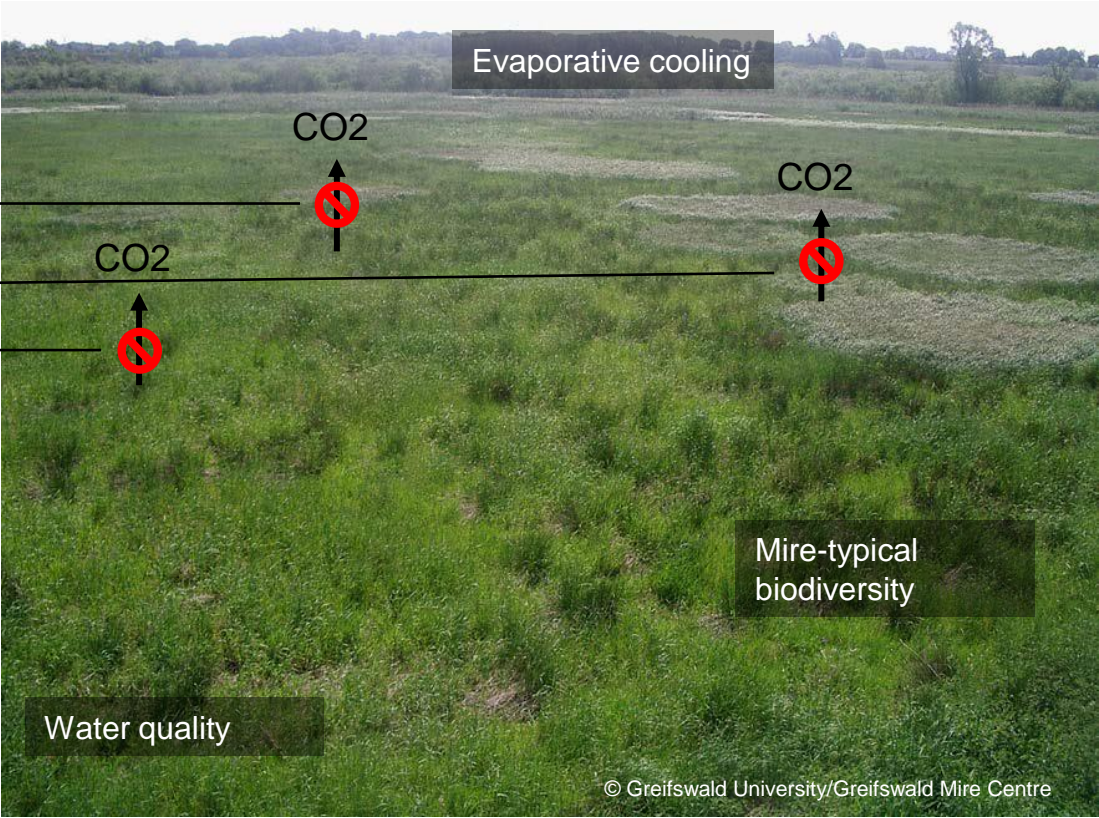 Evaporative cooling
CO2
CO2
CO2
Mire-typical
biodiversity
Water quality
© Greifswald University/Greifswald Mire Centre